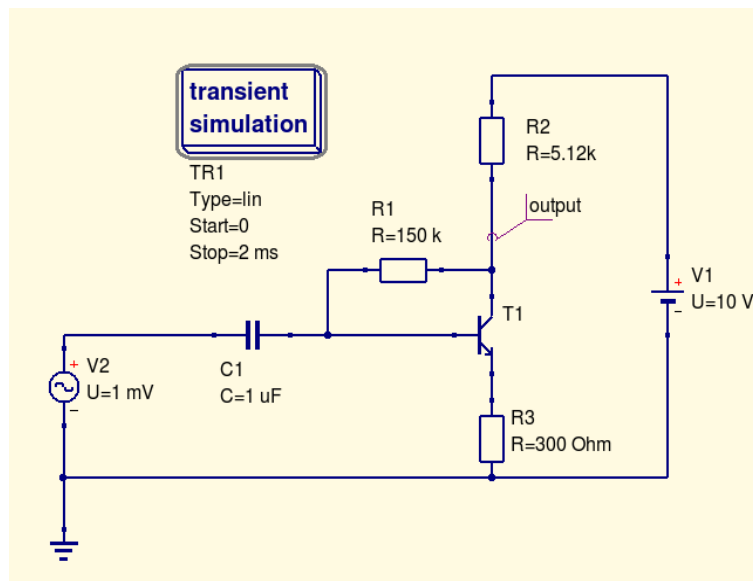 transient
simulation
TR1
Type=lin
Start=0
Stop=2 ms
R2
R=5.12k
output
R1
R=150 k
+
V1
U=10 V
−
T1
+
V2
U=1 mV
−
C1
C=1 uF
R3
R=300 Ohm